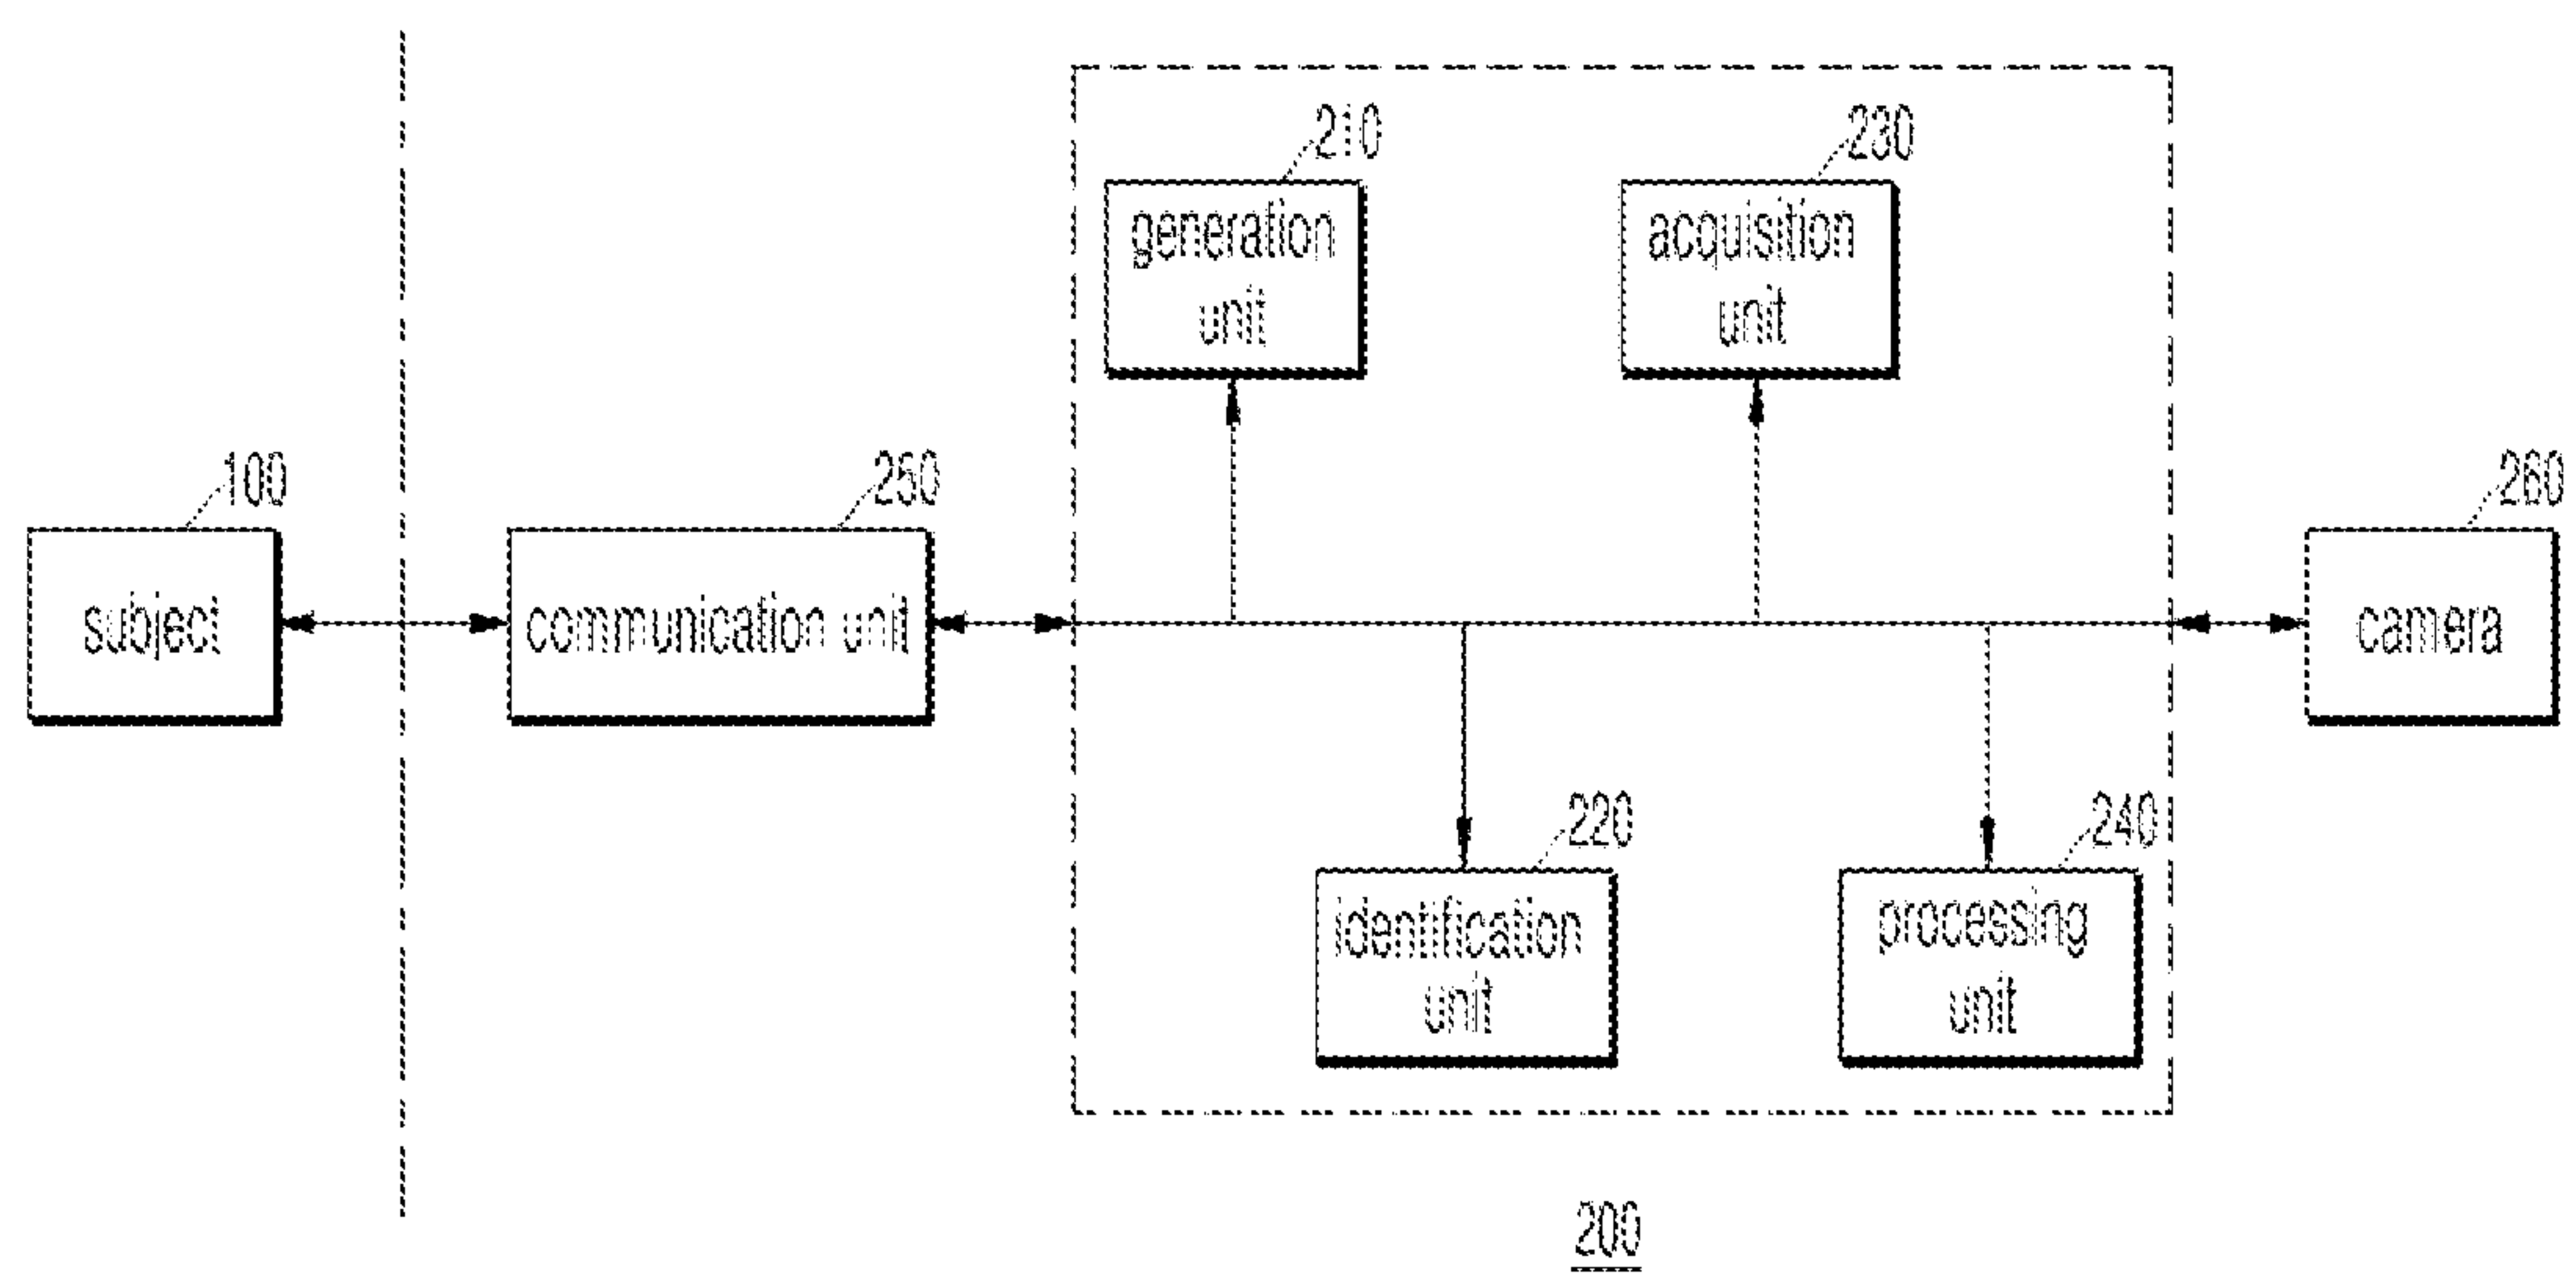 210
230
generation
unit
acquisition
unit
100
250
260
subject
communication unit
camera
220
240
identification
unit
processing
unit
200